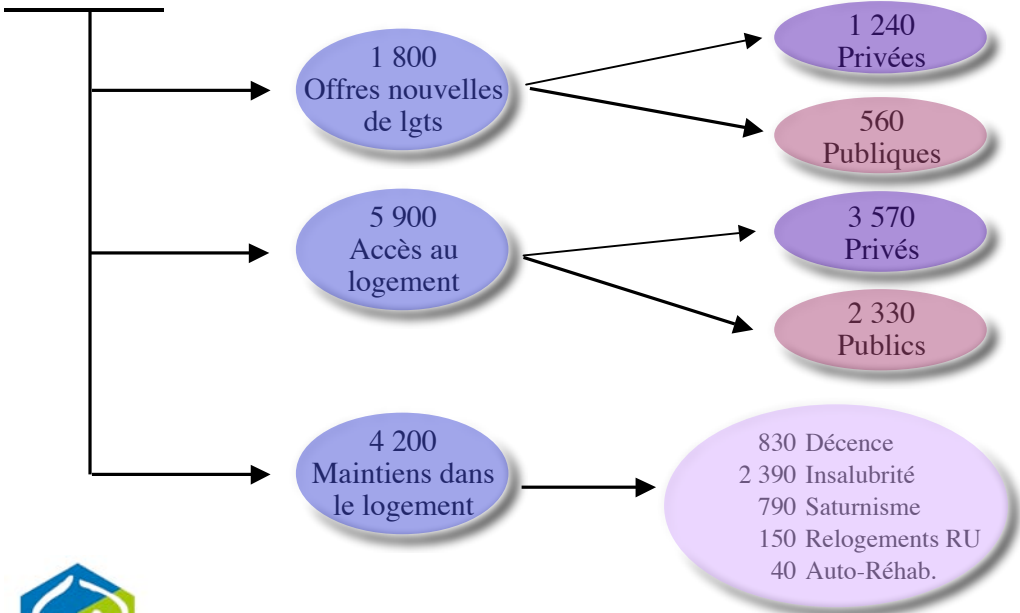 1 800
Offres nouvelles
de lgts
1 240
Privées
560
Publiques
5 900
Accès au
logement
3 570
Privés
2 330
Publics
4 200
Maintiens dans
le logement
830 Décence
2 390 Insalubrité
790 Saturnisme
150 Relogements RU
40 Auto-Réhab.